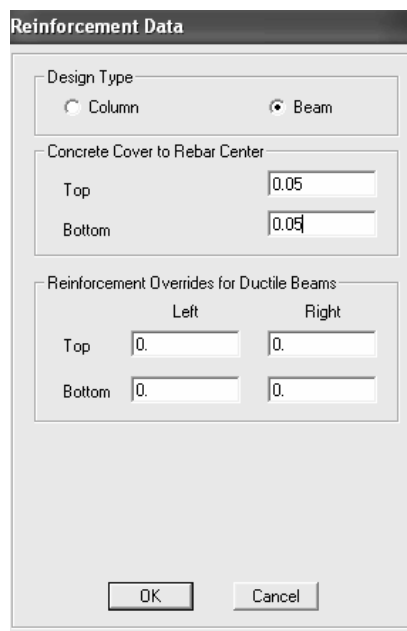 Reinforcement Data
Design Type
Column Beam
Concrete Cover to Rebar Center
Top 0.05
Bottom 0.05
Reinforcement Overrides for Ductile Beams
Left Right
Top 0. 0.
Bottom 0. 0.
OK Cancel